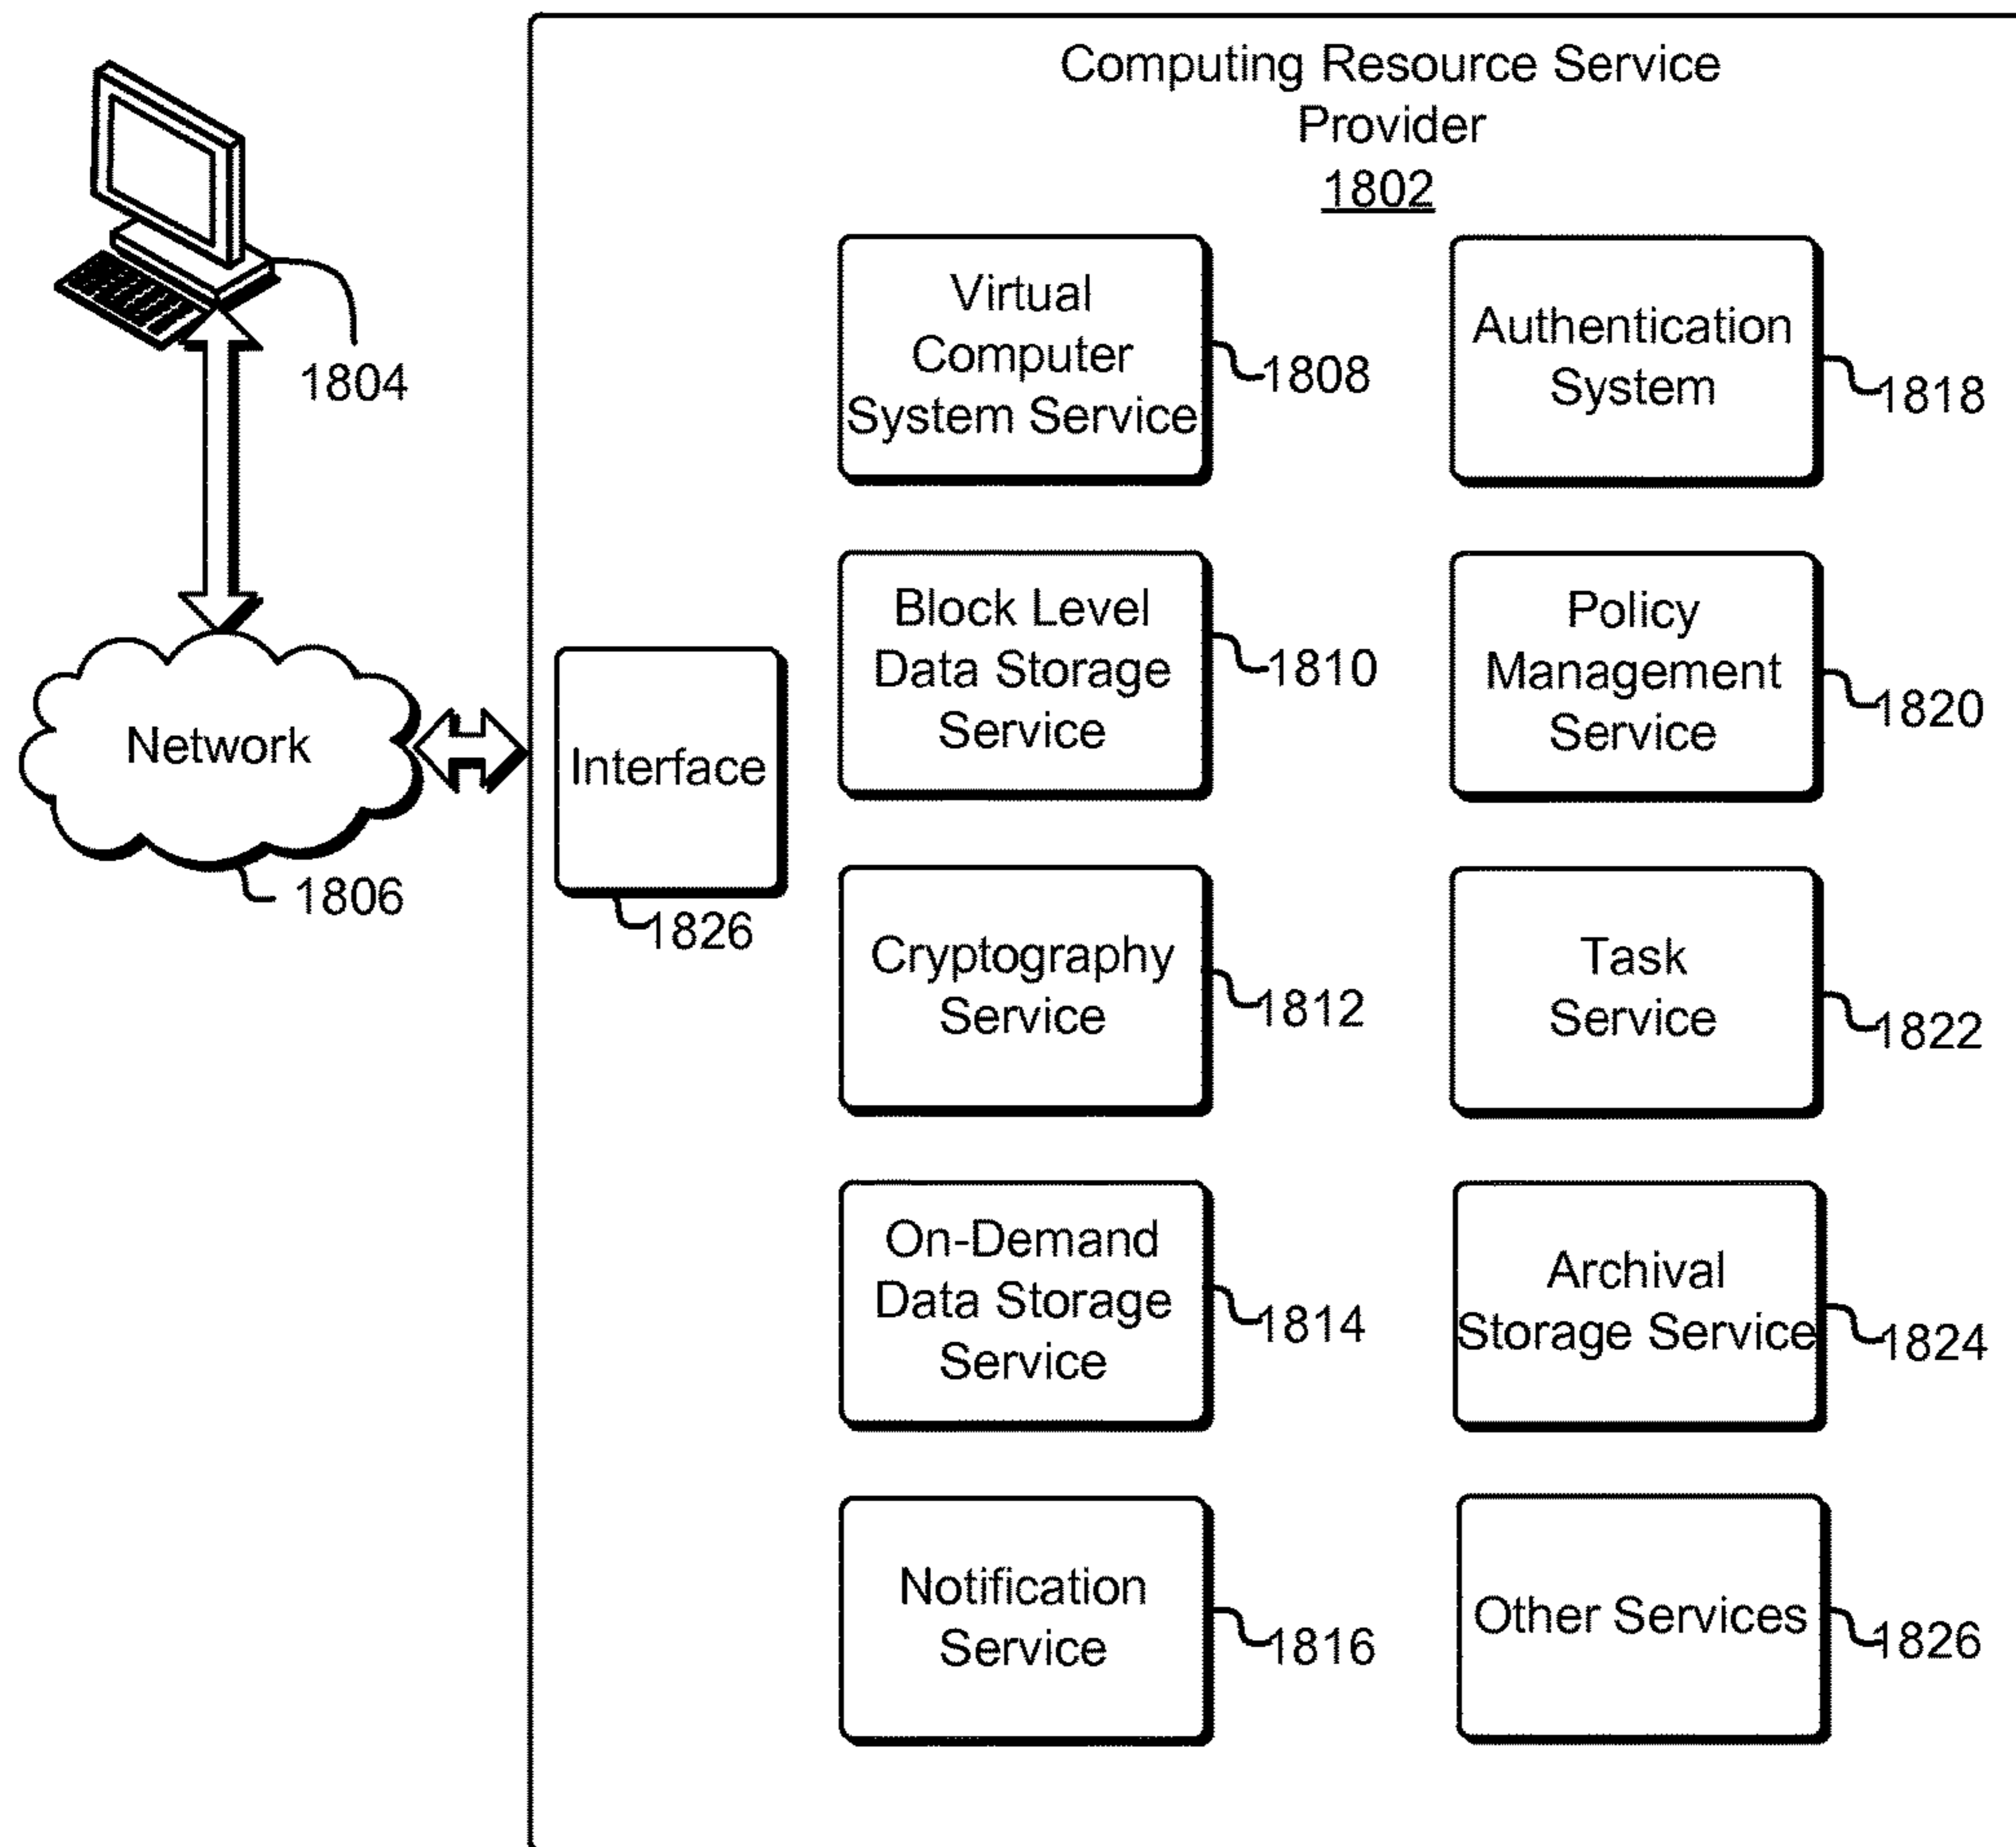 Computing Resource Service
Provider
1802
1804
Network
1806
Interface
1826
Virtual
Computer
System Service
1808
Authentication
System
1818
Block Level
Data Storage
Service
1810
Policy
Management
Service
1820
Cryptography
Service
1812
Task
Service
1822
On-Demand
Data Storage
Service
1814
Archival
Storage Service
1824
Notification
Service
1816
Other Services
1826